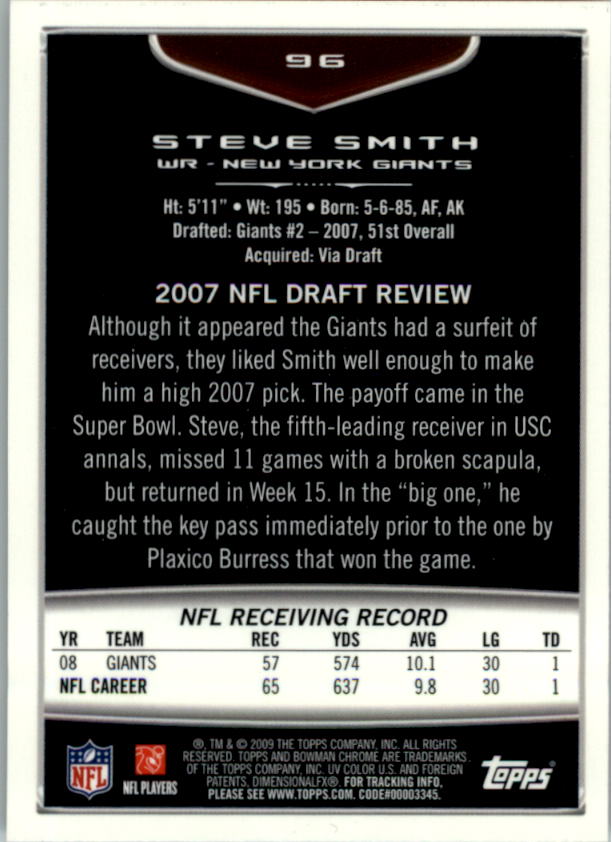 96
STEVE SMITH
WR - NEW YORK GIANTS
Ht: 5'11" • Wt: 195 • Born: 5-6-85, AF, AK
Drafted: Giants #2 – 2007, 51st Overall
Acquired: Via Draft
2007 NFL DRAFT REVIEW
Although it appeared the Giants had a surfeit of
receivers, they liked Smith well enough to make
him a high 2007 pick. The payoff came in the
Super Bowl. Steve, the fifth-leading receiver in USC
annals, missed 11 games with a broken scapula,
but returned in Week 15. In the “big one,” he
caught the key pass immediately prior to the one by
Plaxico Burress that won the game.
NFL RECEIVING RECORD
YR TEAM REC YDS AVG LG TD
08 GIANTS 57 574 10.1 30 1
NFL CAREER 65 637 9.8 30 1
®, TM & © 2009 THE TOPPS COMPANY, INC. ALL RIGHTS
RESERVED. TOPPS AND BOWMAN CHROME ARE TRADEMARKS
OF THE TOPPS COMPANY, INC. UV COLOR U.S. AND FOREIGN
PATENTS, DIMENSIONALFX® FOR TRACKING INFO,
PLEASE SEE WWW.TOPPS.COM. CODE#00003345.
NFL
NFL PLAYERS
TOPPS®